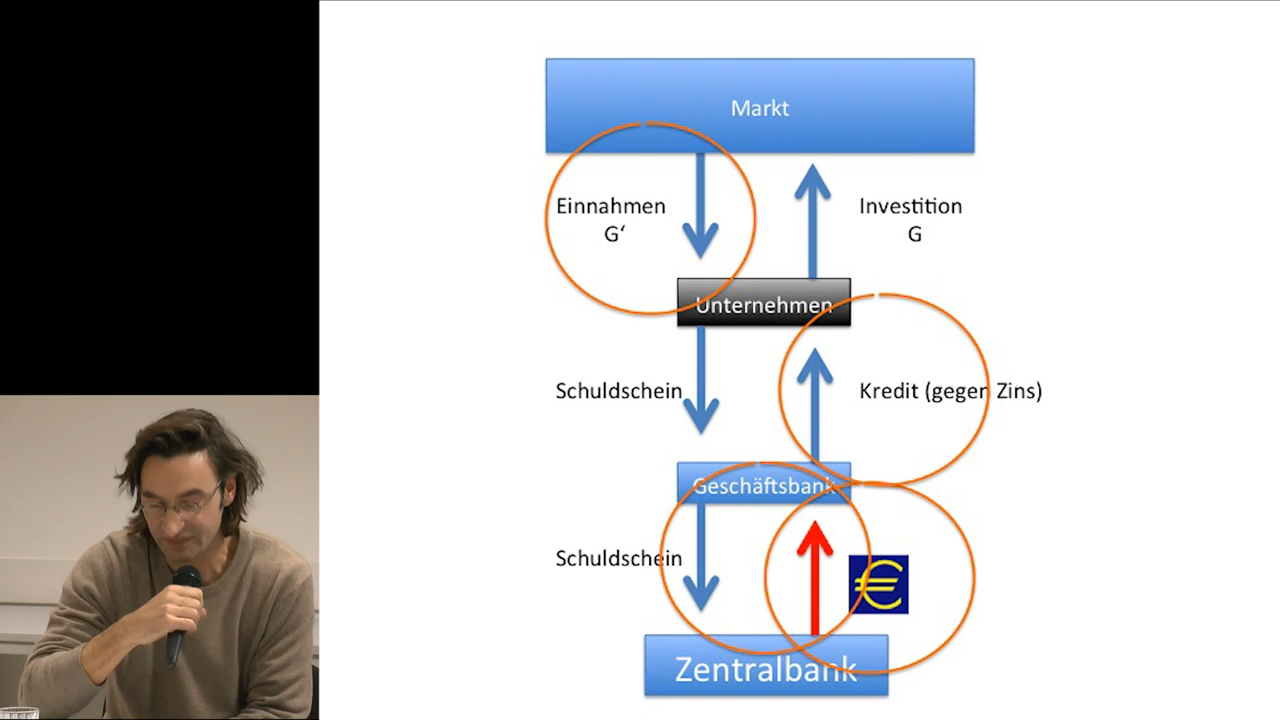 Markt
Einnahmen
G‘
Investition
G
Unternehmen
Schuldschein
Kredit (gegen Zins)
Geschäftsbank
Schuldschein
€
Zentralbank